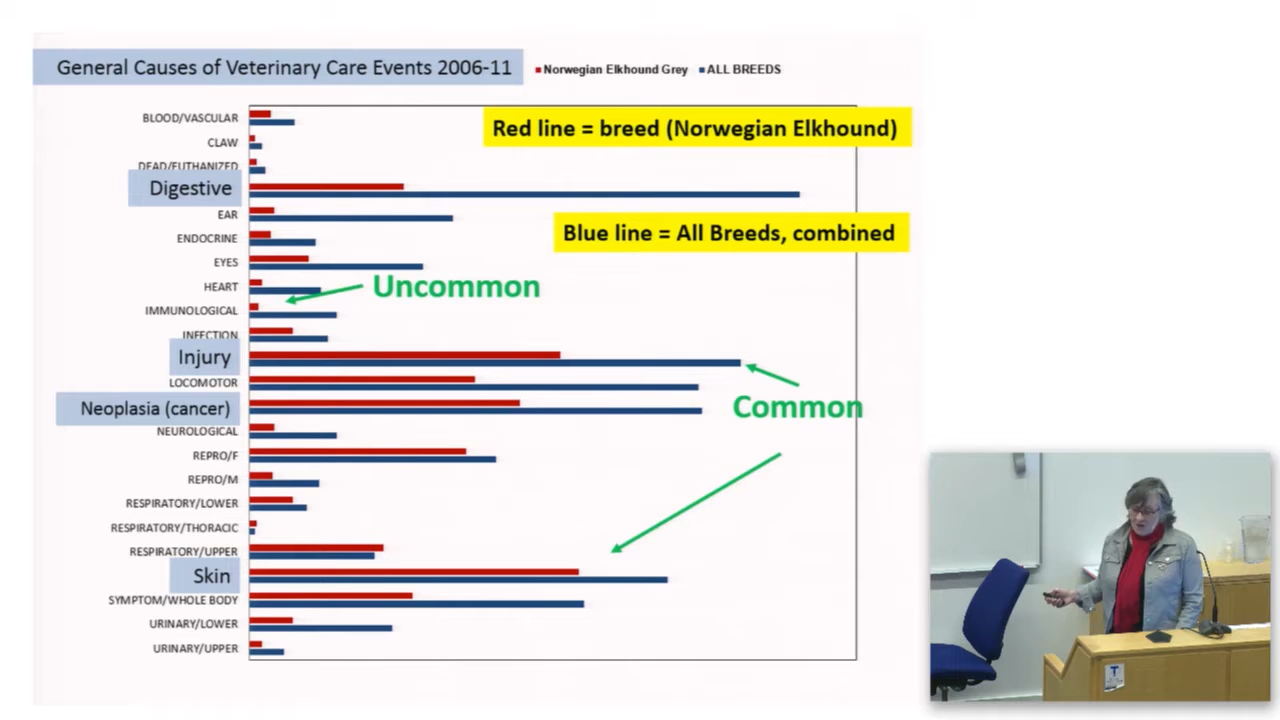 General Causes of Veterinary Care Events 2006-11
Norwegian Elkhound Grey ALL BREEDS
Red line = breed (Norwegian Elkhound)
Blue line = All Breeds, combined
BLOOD/VASCULAR
CLAW
DEAD/EUTHANIZED
Digestive
EAR
ENDOCRINE
EYES
HEART
Uncommon
IMMUNOLOGICAL
INFECTION
Injury
LOCOMOTOR
Common
Neoplasia (cancer)
NEUROLOGICAL
REPRO/F
REPRO/M
RESPIRATORY/LOWER
RESPIRATORY/THORACIC
RESPIRATORY/UPPER
Skin
SYMPTOM/WHOLE BODY
URINARY/LOWER
URINARY/UPPER